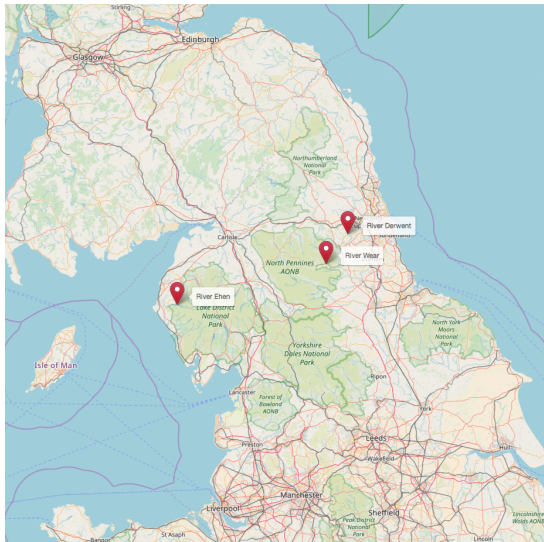 Stirling
Edinburgh
Glasgow
Northumberland
National
Park
River Derwent
Carlisle
River Wear
North Pennines
AONB
River Ehen
Lake District
National
Park
Isle of Man
Yorkshire
Dales National
Park
North York
Moors
National
Park
Ripon
Lancaster
Forest of
Bowland
AONB
York
Preston
Leeds
Hull
Wakefield
Manchester
Liverpool
Sheffield
Peak District
National
Park
Lincolnshire
Wolds AONB
Bangor
St Asaph